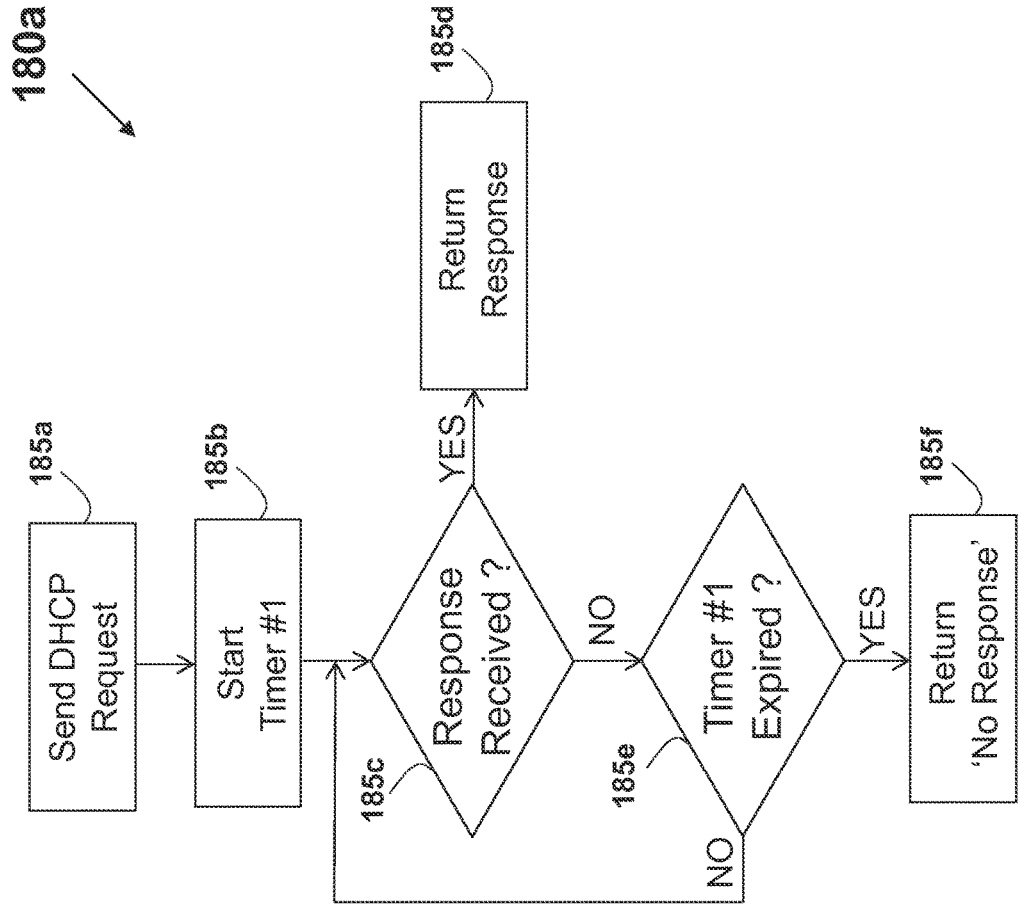 180a
Send DHCP
Request
185a
Start
Timer #1
185b
Response
Received ?
185c
YES
Return
Response
185d
NO
Timer #1
Expired ?
185e
NO
YES
Return
‘No Response’
185f